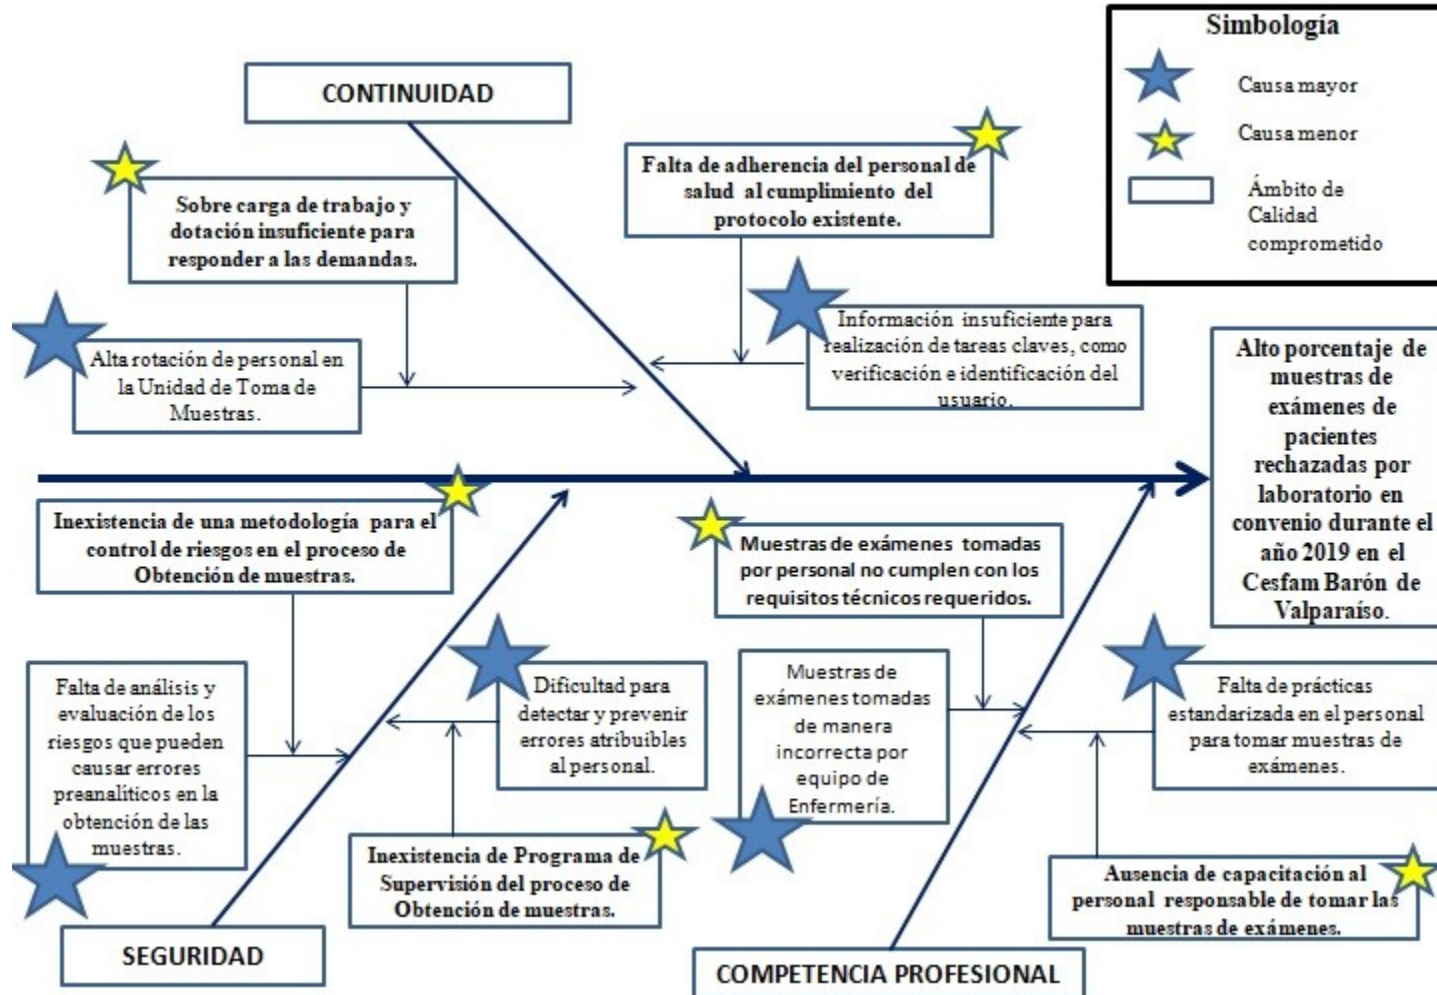 Simbología
Causa mayor
Causa menor
Ámbito de
Calidad
comprometido
CONTINUIDAD
Sobre carga de trabajo y
dotación insuficiente para
responder a las demandas.
Falta de adherencia del personal de
salud al cumplimiento del
protocolo existente.
Alta rotación de personal en
la Unidad de Toma de
Muestras.
Información insuficiente para
realización de tareas claves, como
verificación e identificación del
usuario.
Alto porcentaje de
muestras de
exámenes de
pacientes
rechazadas por
laboratorio en
convenio durante el
año 2019 en el
Cesfam Barón de
Valparaíso.
Inexistencia de una metodología para el
control de riesgos en el proceso de
Obtención de muestras.
Muestras de exámenes tomadas
por personal no cumplen con los
requisitos técnicos requeridos.
Falta de análisis y
evaluación de los
riesgos que pueden
causar errores
preanalíticos en la
obtención de las
muestras.
Dificultad para
detectar y prevenir
errores atribuibles
al personal.
Muestras de
exámenes tomadas
de manera
incorrecta por
equipo de
Enfermería.
Falta de prácticas
estandarizada en el personal
para tomar muestras de
exámenes.
Inexistencia de Programa de
Supervisión del proceso de
Obtención de muestras.
Ausencia de capacitación al
personal responsable de tomar las
muestras de exámenes.
SEGURIDAD
COMPETENCIA PROFESIONAL